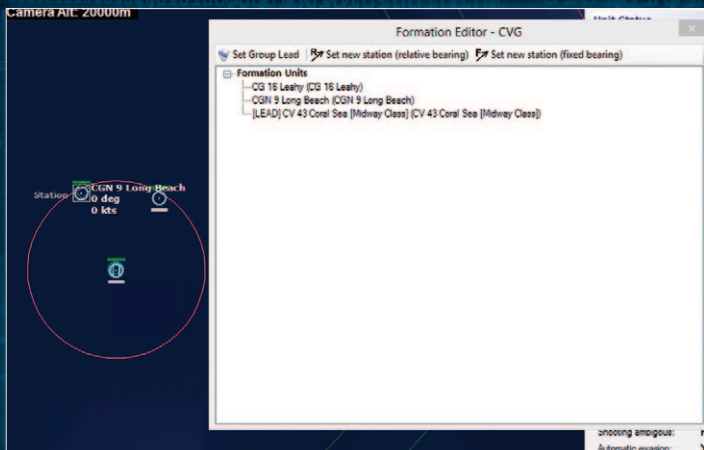 Camera Alt: 20000m
Unit Status
Formation Editor - CVG
Set Group Lead
Set new station (relative bearing)
Set new station (fixed bearing)
Formation Units
CG 16 Leahy (CG 16 Leahy)
CGN 9 Long Beach (CGN 9 Long Beach)
[LEAD] CV 43 Coral Sea [Midway Class] (CV 43 Coral Sea [Midway Class])
Station
CGN 9 Long Beach
0 deg
0 kts
Shooting ambigous:
Automatic evasion: